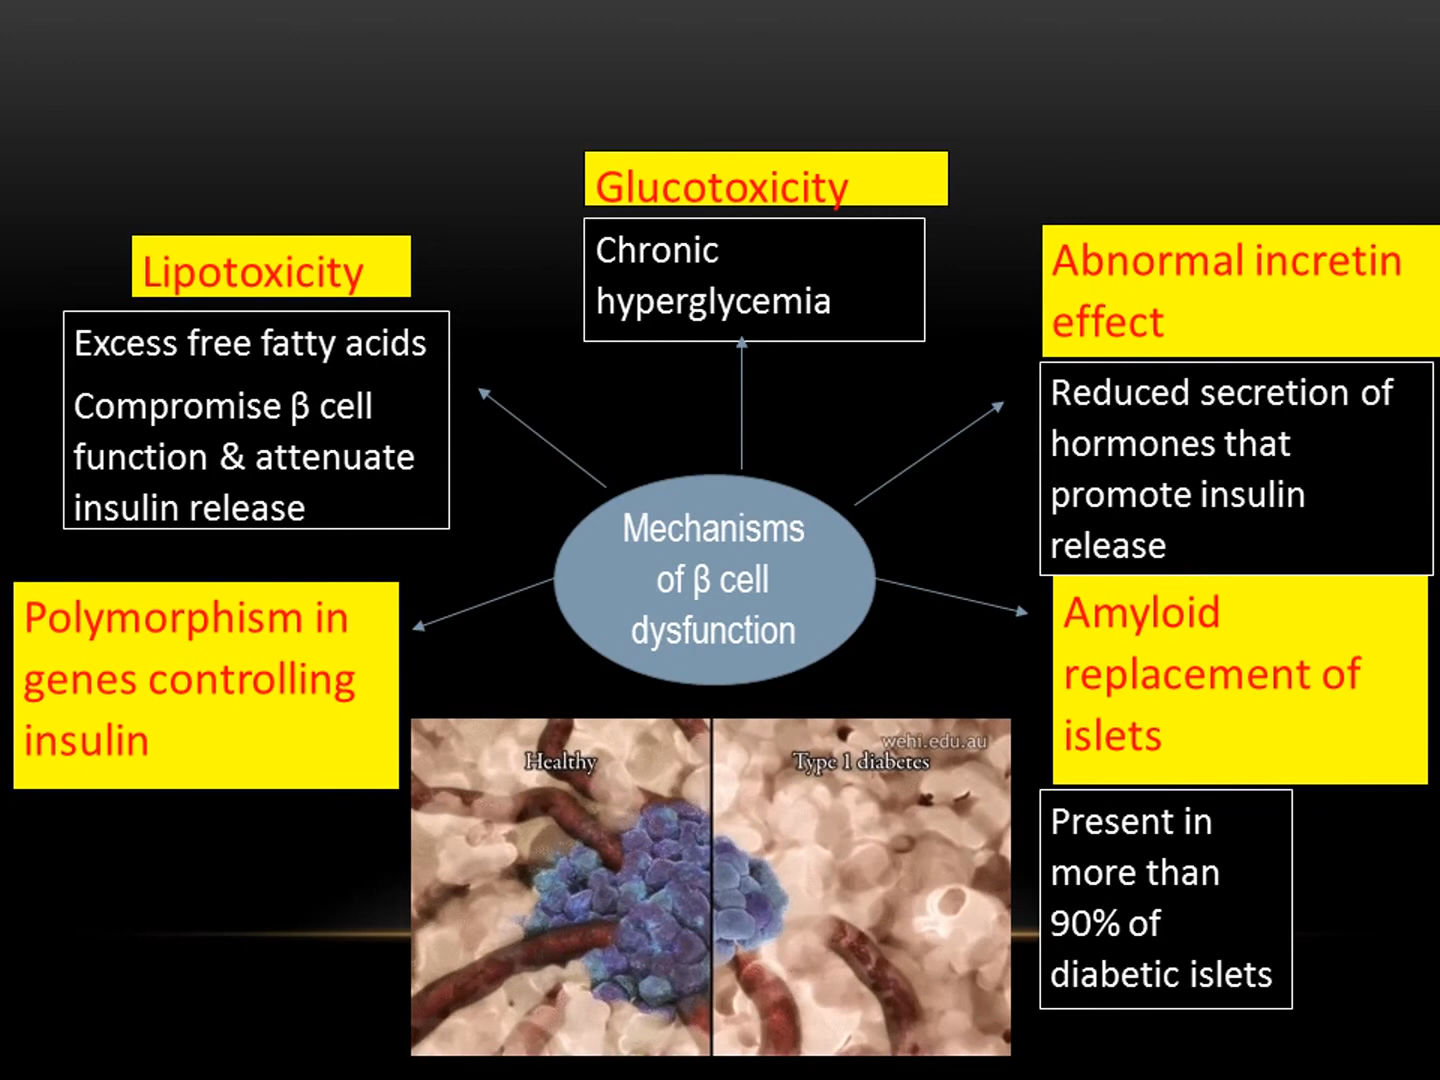 Glucotoxicity
Chronic
hyperglycemia
Lipotoxicity
Excess free fatty acids
Compromise β cell
function & attenuate
insulin release
Abnormal incretin
effect
Reduced secretion of
hormones that
promote insulin
release
Mechanisms
of β cell
dysfunction
Polymorphism in
genes controlling
insulin
Amyloid
replacement of
islets
Present in
more than
90% of
diabetic islets
wehi.edu.au
Healthy
Type 1 diabetes